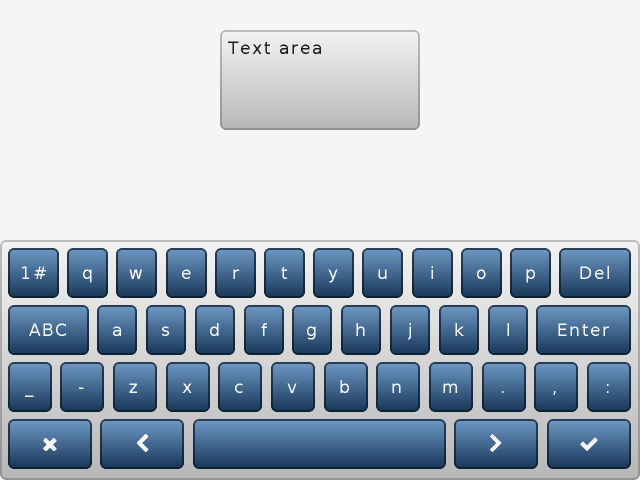 Text area
1# q w e r t y u i o p Del
ABC a s d f g h j k l Enter
_ - z x c v b n m . , :